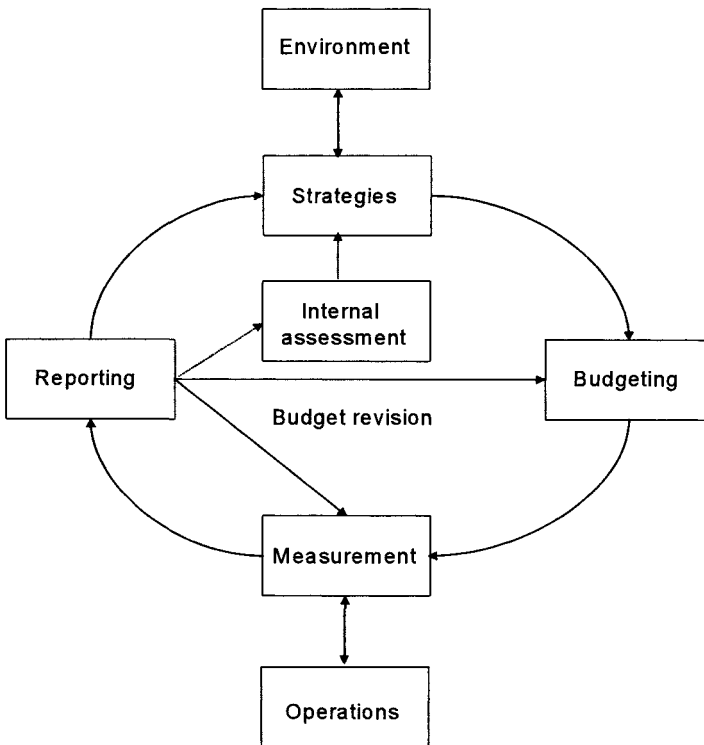 Environment
Strategies
Internal
assessment
Reporting
Budgeting
Budget revision
Measurement
Operations